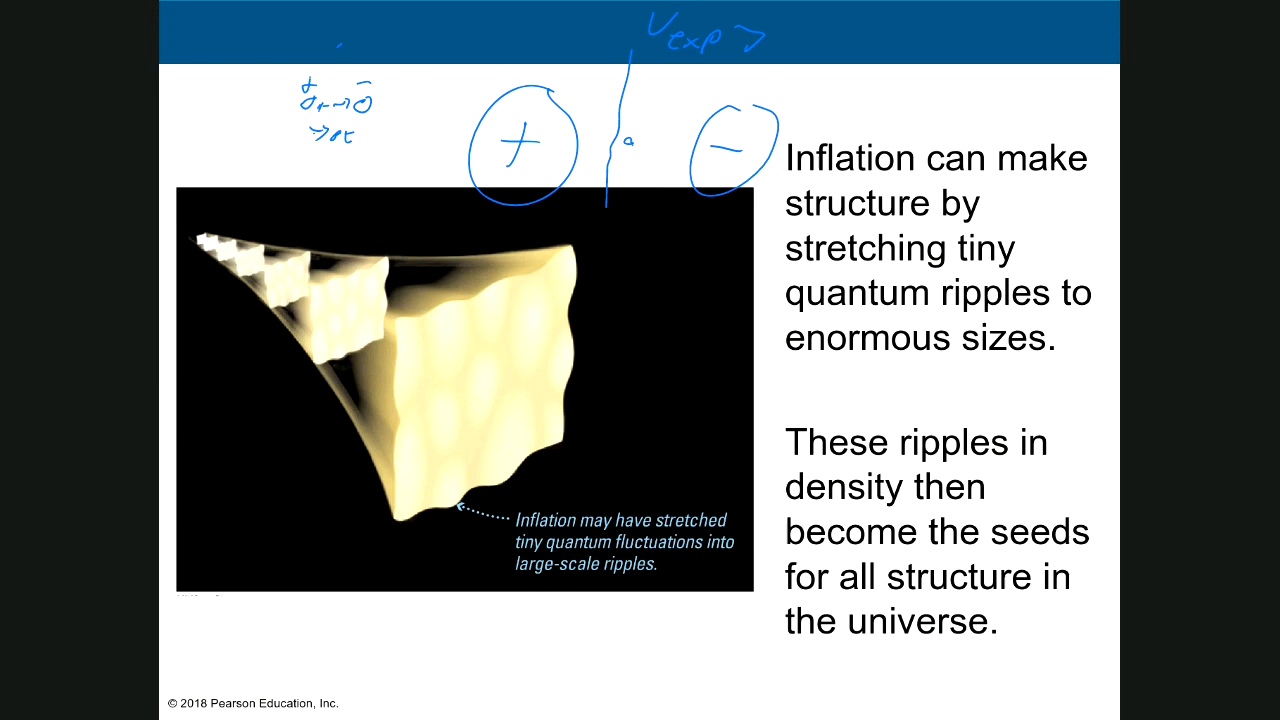 V exp →
+
-
Inflation can make
structure by
stretching tiny
quantum ripples to
enormous sizes.
These ripples in
density then
become the seeds
for all structure in
the universe.
Inflation may have stretched
tiny quantum fluctuations into
large-scale ripples.
© 2018 Pearson Education, Inc.